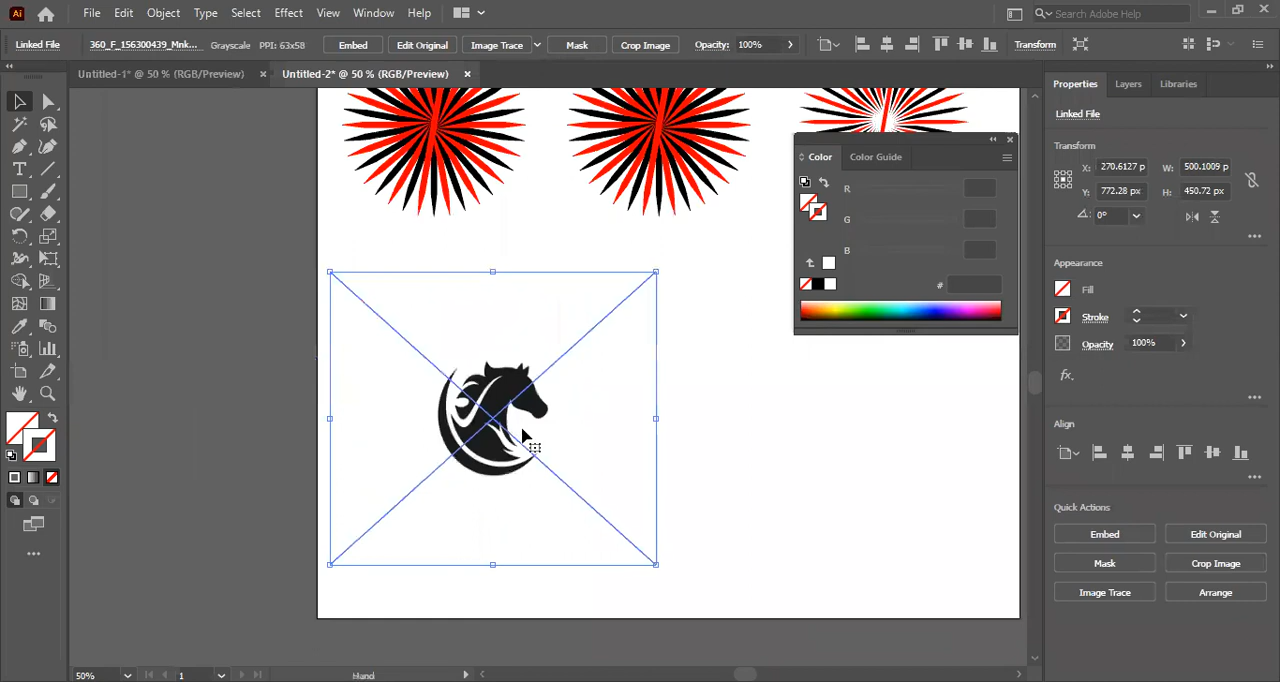 Ai File Edit Object Type Select Effect View Window Help Search Adobe Help
Linked File 360_F_156300439_Mnk... Grayscale PPI: 63x58 Embed Edit Original Image Trace Mask Crop Image Opacity: 100% Transform
Untitled-1* @ 50 % (RGB/Preview) × Untitled-2* @ 50 % (RGB/Preview) ×
Properties Layers Libraries
Linked File
Transform
X: 270.6127 p W: 500.1009 p
Y: 772.28 px H: 450.72 px
0°
Color Color Guide
R
G
B
#
Appearance
Fill
Stroke
Opacity 100%
fx.
Align
Quick Actions
Embed Edit Original
Mask Crop Image
Image Trace Arrange
50% 1 Hand